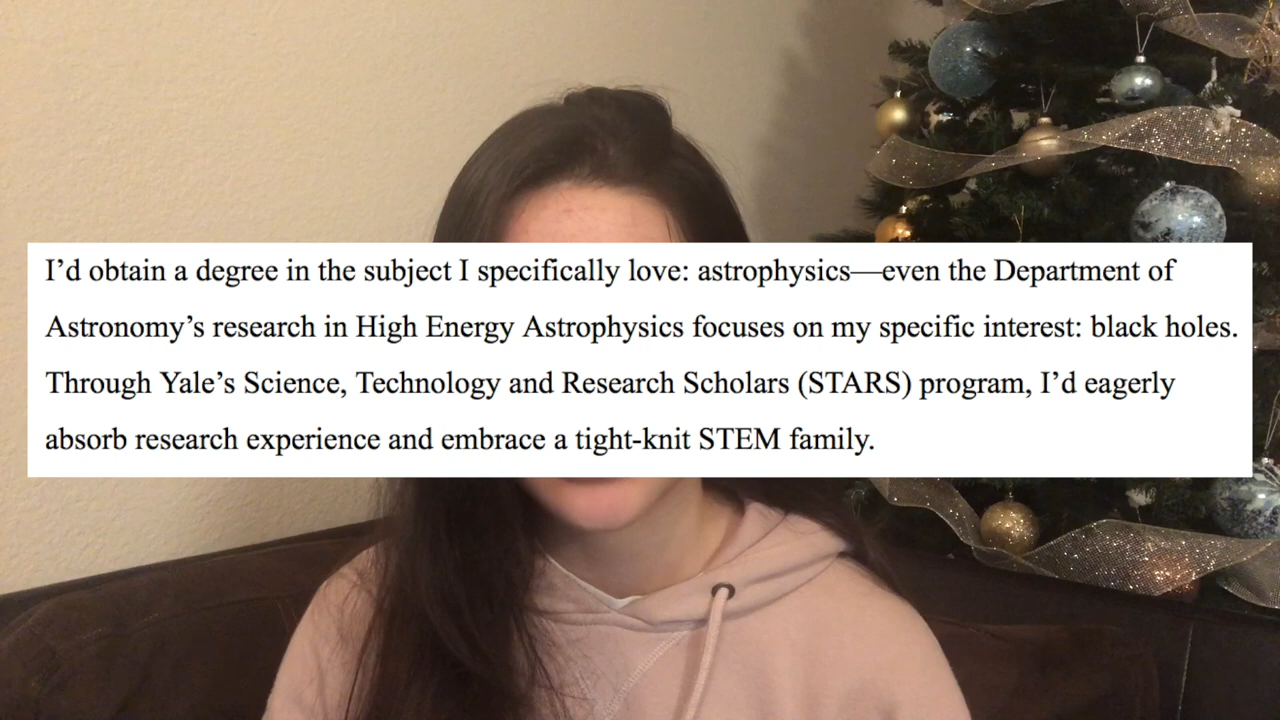 I’d obtain a degree in the subject I specifically love: astrophysics—even the Department of
Astronomy’s research in High Energy Astrophysics focuses on my specific interest: black holes.
Through Yale’s Science, Technology and Research Scholars (STARS) program, I’d eagerly
absorb research experience and embrace a tight-knit STEM family.